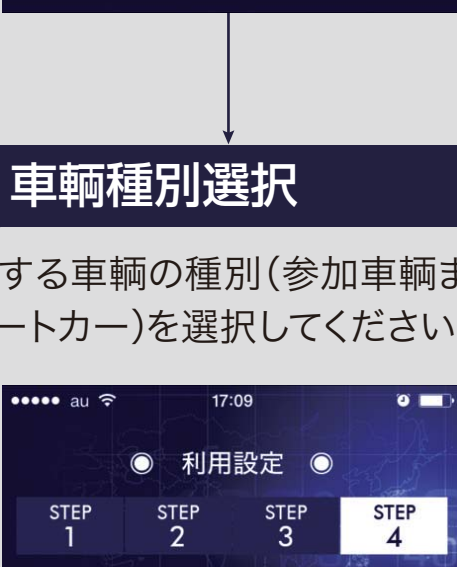 車輌種別選択
する車輌の種別(参加車輌ま
ートカー)を選択してください
●●●●● au 17:09
◉ 利用設定 ◉
STEP STEP STEP STEP
1 2 3 4